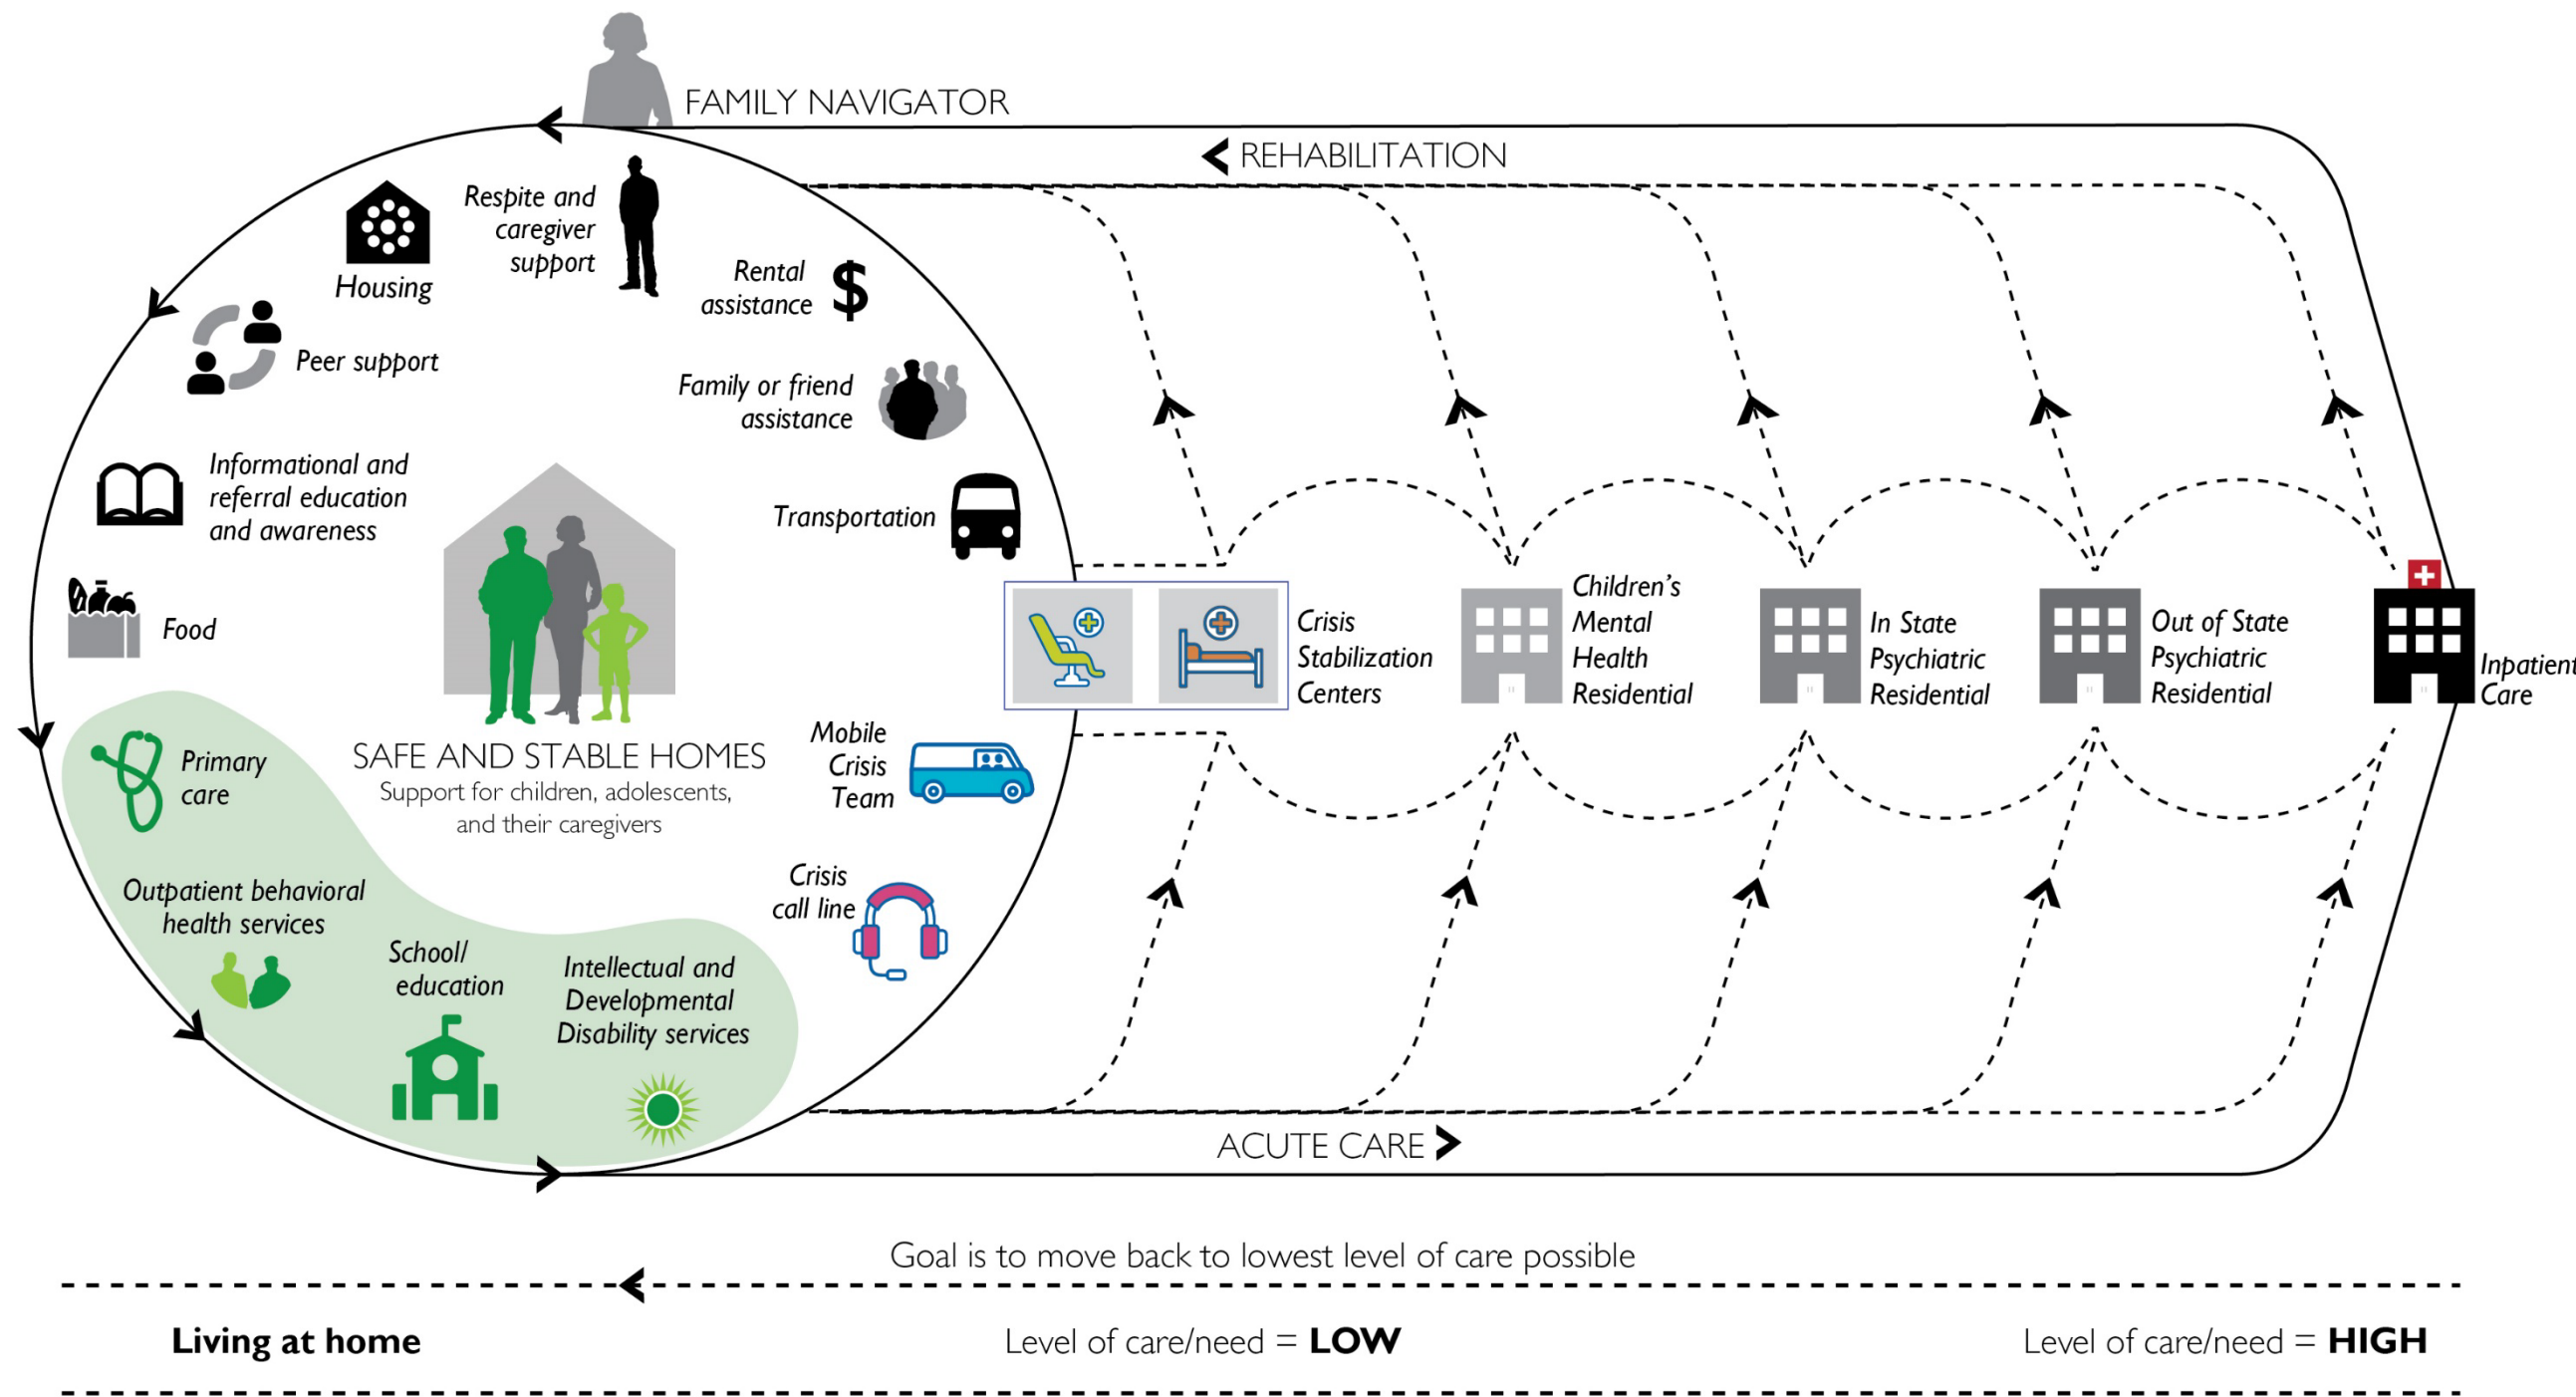 FAMILY NAVIGATOR
REHABILITATION
Housing
Respite and
caregiver
support
Rental
assistance
$
Peer support
Family or friend
assistance
Informational and
referral education
and awareness
Transportation
Food
SAFE AND STABLE HOMES
Support for children, adolescents,
and their caregivers
Crisis
Stabilization
Centers
Children's
Mental
Health
Residential
In State
Psychiatric
Residential
Out of State
Psychiatric
Residential
Inpatient
Care
Mobile
Crisis
Team
Crisis
call line
Primary
care
Outpatient behavioral
health services
School/
education
Intellectual and
Developmental
Disability services
ACUTE CARE
Goal is to move back to lowest level of care possible
Living at home
Level of care/need = LOW
Level of care/need = HIGH